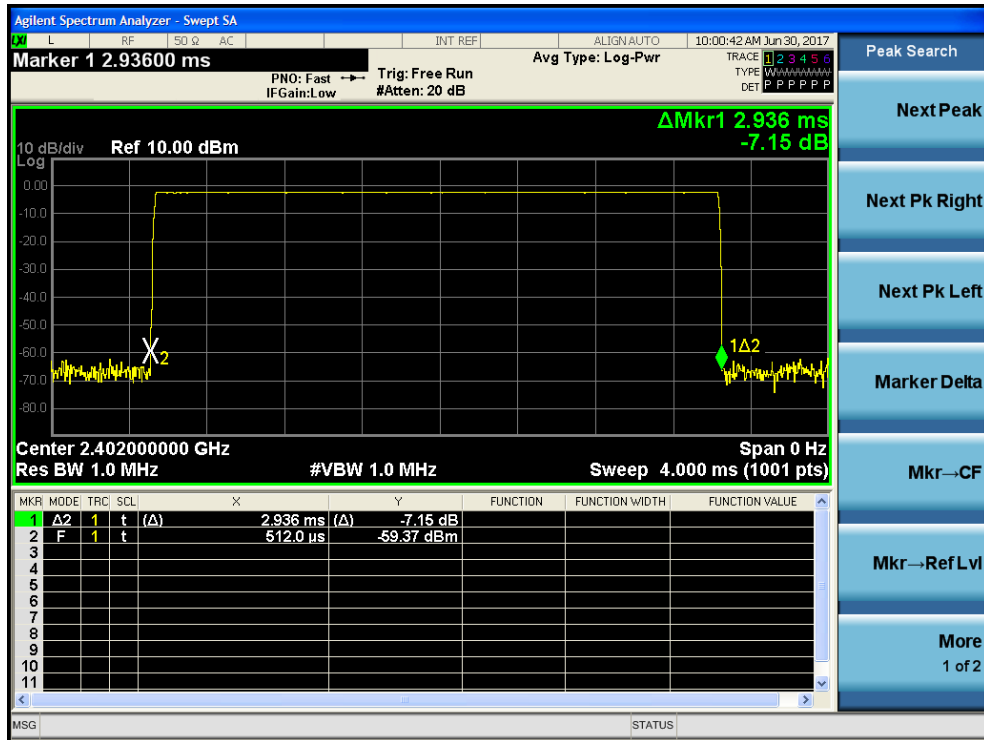 Agilent Spectrum Analyzer - Swept SA
LXI L RF 50 Ω AC INT REF ALIGN AUTO 10:00:42 AM Jun 30, 2017
Marker 1 2.93600 ms
PNO: Fast
IFGain:Low
Trig: Free Run
#Atten: 20 dB
Avg Type: Log-Pwr
TRACE 1 2 3 4 5 6
TYPE W
DET P P P P P P
ΔMkr1 2.936 ms
-7.15 dB
10 dB/div Ref 10.00 dBm
Log
0.00
-10.0
-20.0
-30.0
-40.0
-50.0
-60.0
-70.0
-80.0
X2
1Δ2
Center 2.402000000 GHz Span 0 Hz
Res BW 1.0 MHz #VBW 1.0 MHz Sweep 4.000 ms (1001 pts)
MKR MODE TRC SCL X Y FUNCTION FUNCTION WIDTH FUNCTION VALUE
1 Δ2 1 t (Δ) 2.936 ms (Δ) -7.15 dB
2 F 1 t 512.0 µs -59.37 dBm
3
4
5
6
7
8
9
10
11
MSG STATUS
Peak Search
Next Peak
Next Pk Right
Next Pk Left
Marker Delta
Mkr→CF
Mkr→Ref Lvl
More
1 of 2